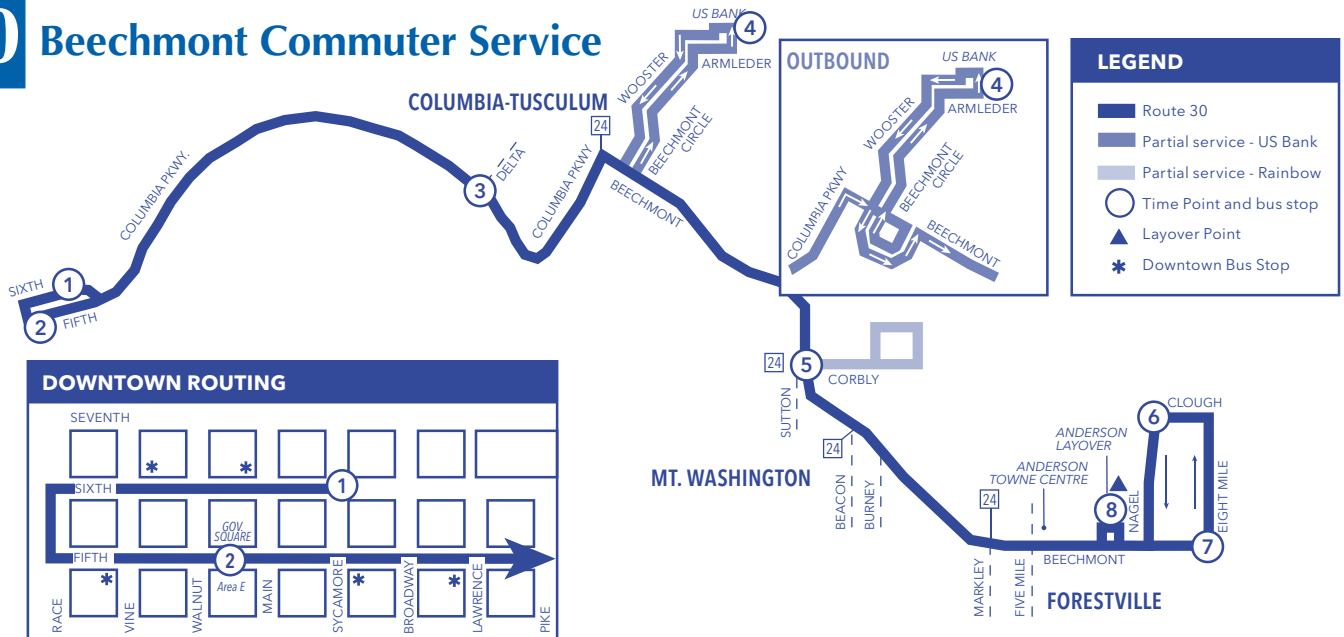 0
Beechmont Commuter Service
US BANK
4
ARMLEDER
WOOSTER
BEECHMONT
CIRCLE
COLUMBIA-TUSCULUM
24
DELTA
3
COLUMBIA PKWY.
COLUMBIA PKWY
BEECHMONT
SIXTH
1
2
FIFTH
OUTBOUND
US BANK
4
ARMLEDER
WOOSTER
BEECHMONT
CIRCLE
COLUMBIA PKWY
BEECHMONT
LEGEND
Route 30
Partial service - US Bank
Partial service - Rainbow
Time Point and bus stop
Layover Point
Downtown Bus Stop
24
5
CORBLY
SUTTON
24
MT. WASHINGTON
BEACON
BURNEY
ANDERSON
LAYOVER
ANDERSON
TOWNE CENTRE
24
6
CLOUGH
EIGHT MILE
NAGEL
8
7
BEECHMONT
MARKLEY
FIVE MILE
FORESTVILLE
DOWNTOWN ROUTING
SEVENTH
*
*
SIXTH
1
GOV.
SQUARE
FIFTH
2
Area E
*
*
*
RACE
VINE
WALNUT
MAIN
SYCAMORE
BROADWAY
LAWRENCE
PIKE